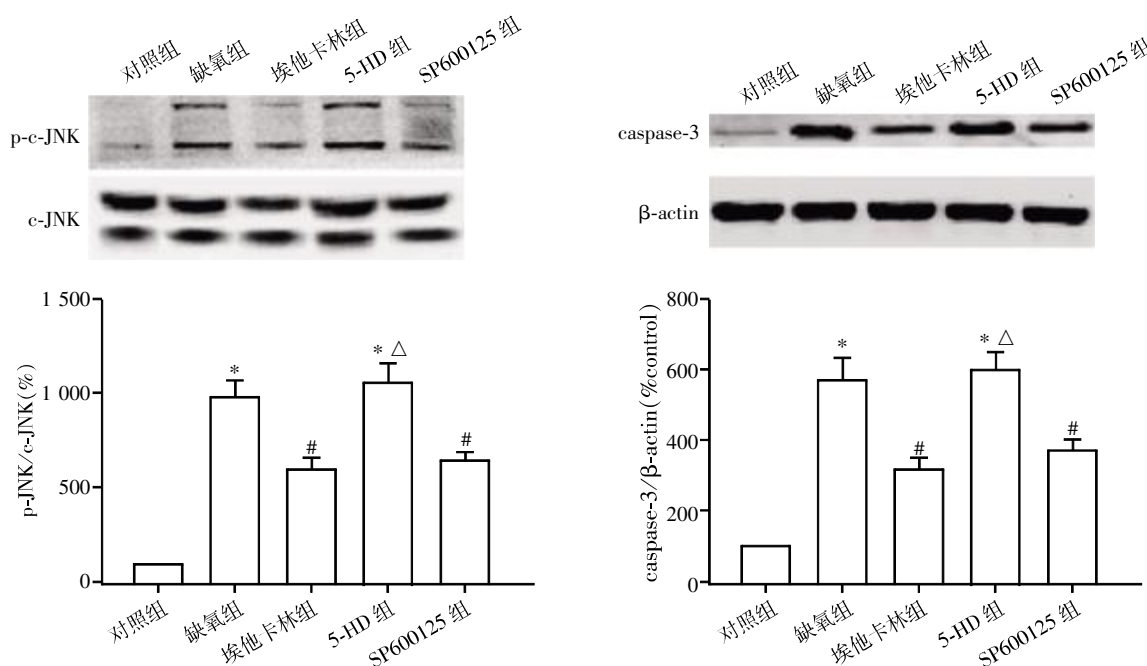 对照组
缺氧组
埃他卡林组
5-HD 组
SP600125 组
p-c-JNK
c-JNK
1 500
1 000
500
0
p-JNK/c-JNK(%)
*
#
* △
#
对照组
缺氧组
埃他卡林组
5-HD 组
SP600125 组
对照组
缺氧组
埃他卡林组
5-HD 组
SP600125 组
caspase-3
β-actin
800
600
400
200
0
caspase-3/β-actin(%control)
*
#
* △
#
对照组
缺氧组
埃他卡林组
5-HD 组
SP600125 组